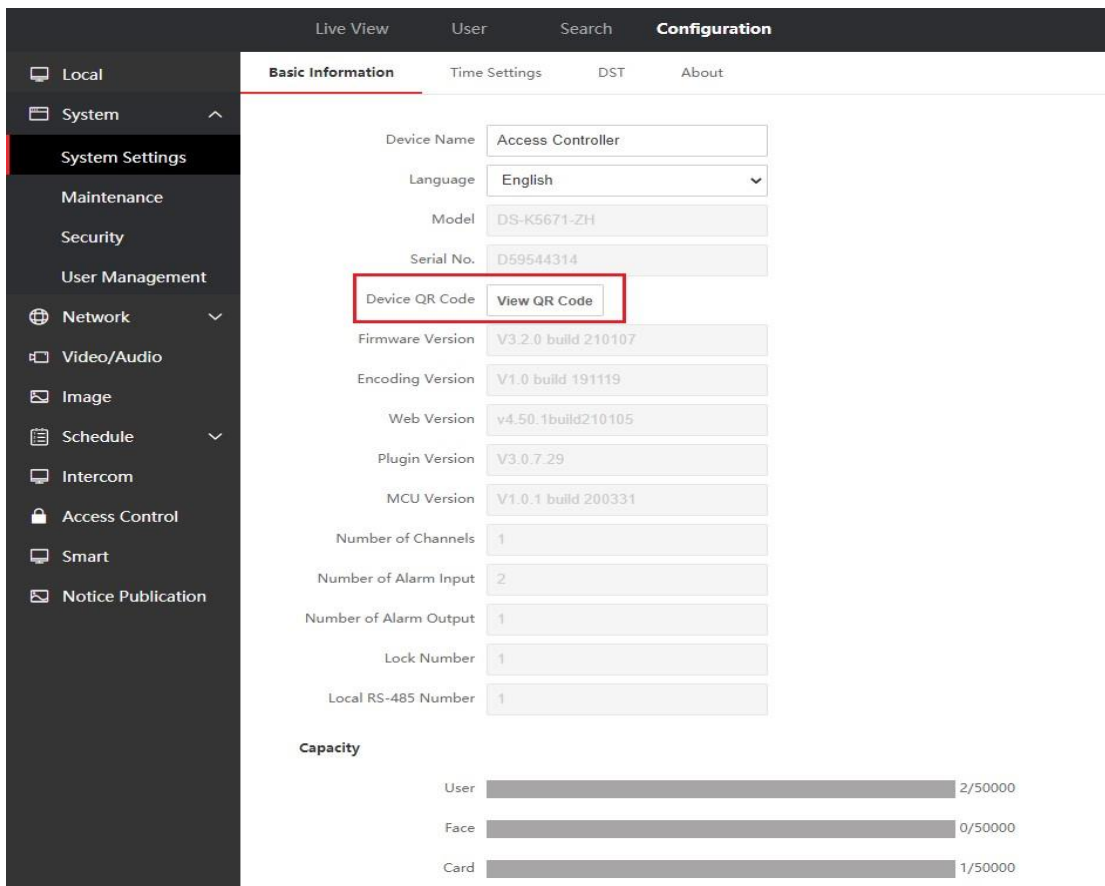 Live View User Search Configuration
Local
System
System Settings
Maintenance
Security
User Management
Network
Video/Audio
Image
Schedule
Intercom
Access Control
Smart
Notice Publication
Basic Information Time Settings DST About
Device Name Access Controller
Language English
Model DS-K5671-ZH
Serial No. D59544314
Device QR Code View QR Code
Firmware Version V3.2.0 build 210107
Encoding Version V1.0 build 191119
Web Version v4.50.1build210105
Plugin Version V3.0.7.29
MCU Version V1.0.1 build 200331
Number of Channels 1
Number of Alarm Input 2
Number of Alarm Output 1
Lock Number 1
Local RS-485 Number 1
Capacity
User 2/50000
Face 0/50000
Card 1/50000